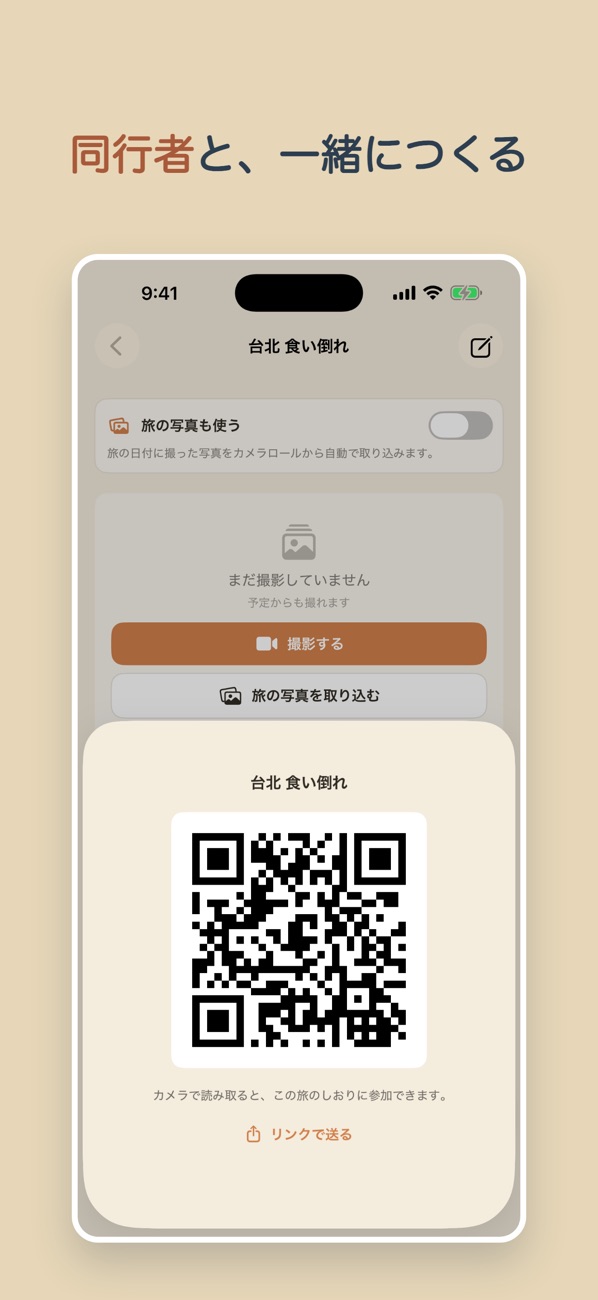 同行者と、一緒につくる
9:41
台北 食い倒れ
旅の写真も使う
旅の日付に撮った写真をカメラロールから自動で取り込みます。
まだ撮影していません
予定からも撮れます
撮影する
旅の写真を取り込む
台北 食い倒れ
カメラで読み取ると、この旅のしおりに参加できます。
リンクで送る